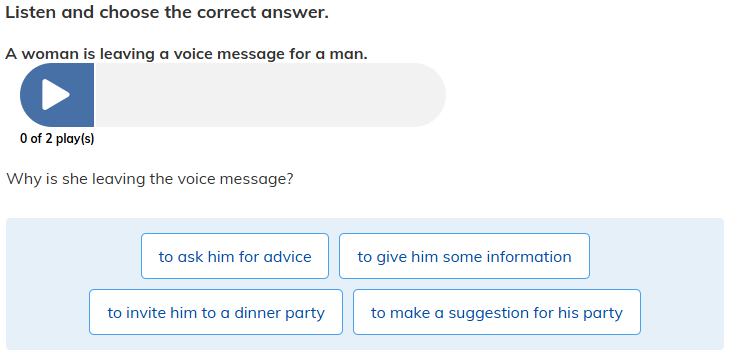 Listen and choose the correct answer.
A woman is leaving a voice message for a man.
0 of 2 play(s)
Why is she leaving the voice message?
to ask him for advice
to give him some information
to invite him to a dinner party
to make a suggestion for his party